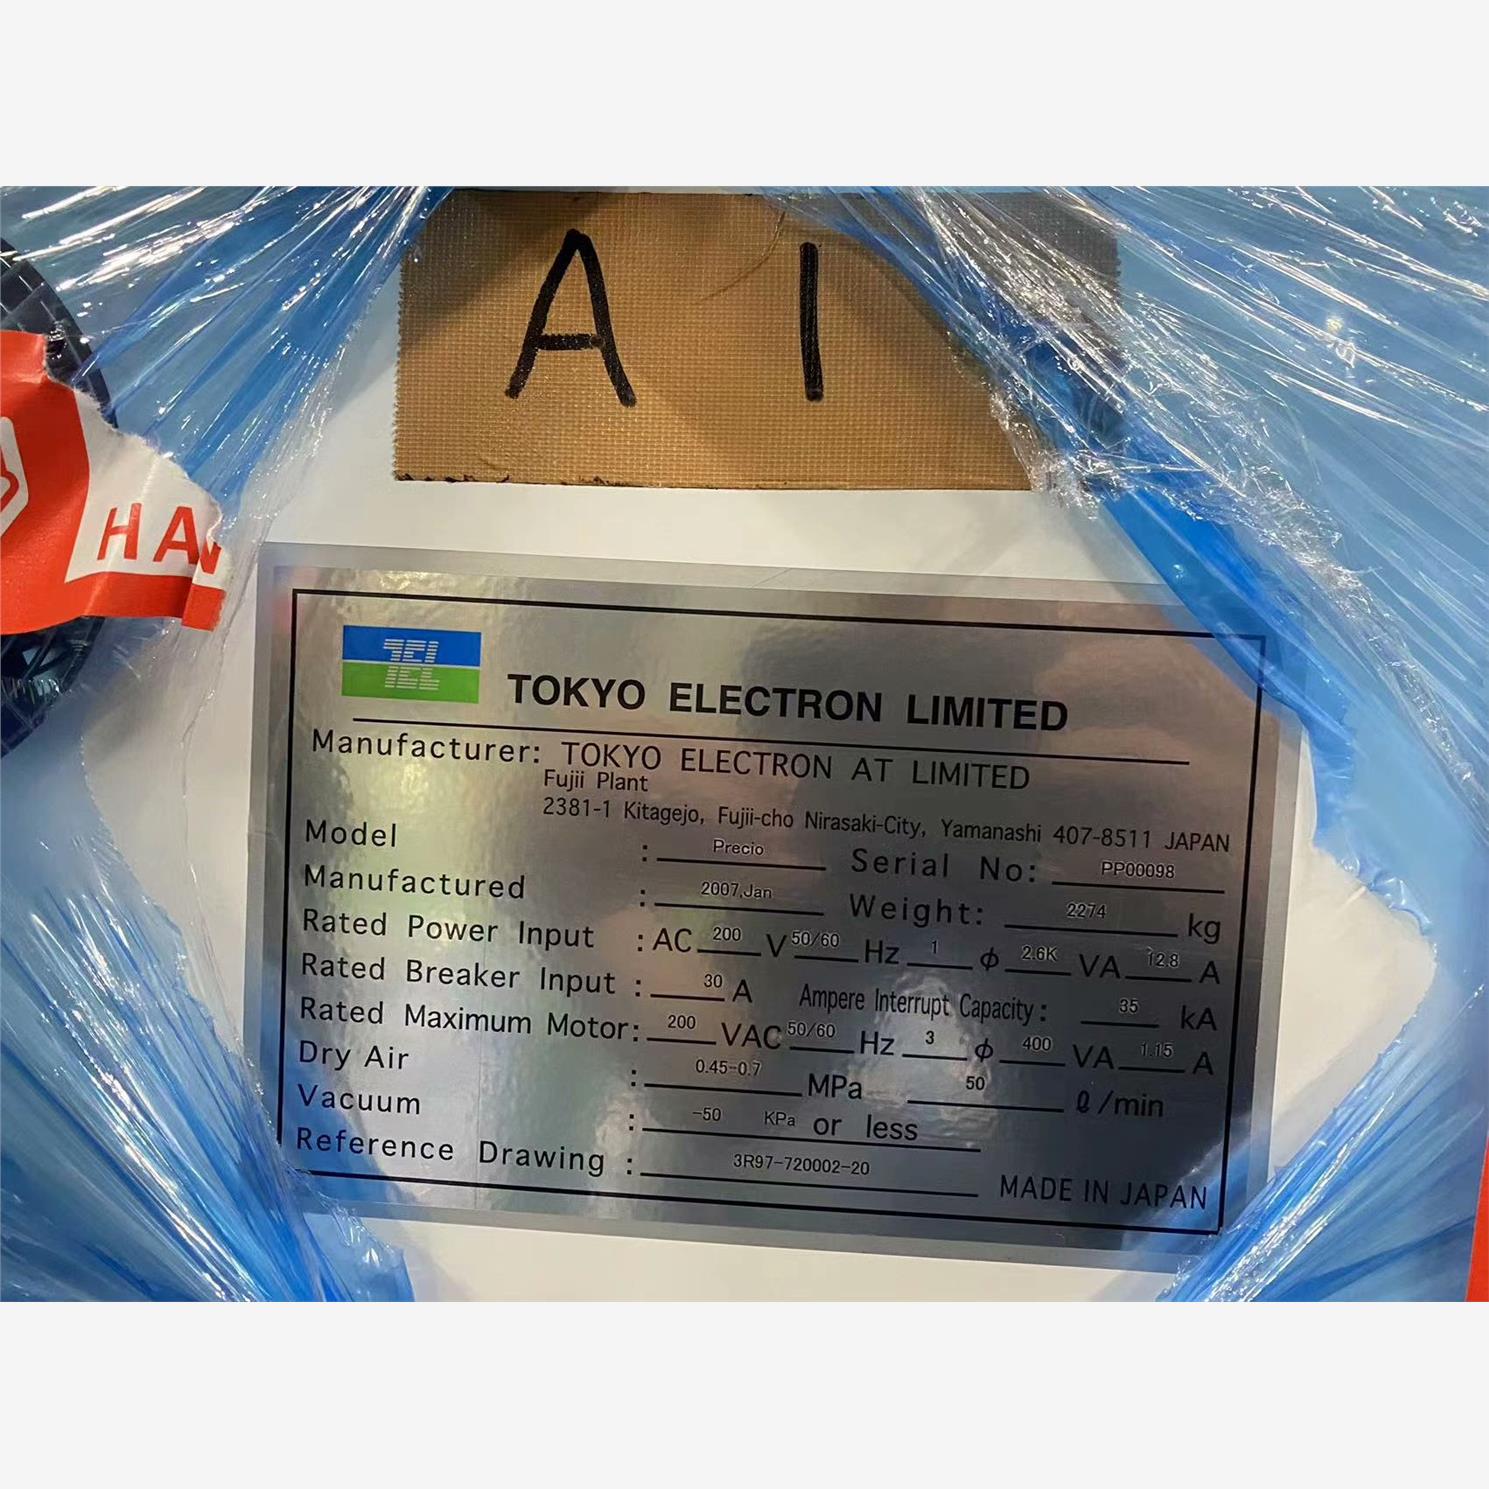 A 1
HAN
TEL
TOKYO ELECTRON LIMITED
Manufacturer: TOKYO ELECTRON AT LIMITED
Fujii Plant
2381-1 Kitagejo, Fujii-cho Nirasaki-City, Yamanashi 407-8511 JAPAN
Model : Precio Serial No: PP00098
Manufactured : 2007,Jan Weight: 2274 kg
Rated Power Input : AC 200 V 50/60 Hz 1 ϕ 2.6K VA 12.8 A
Rated Breaker Input : 30 A Ampere Interrupt Capacity: 35 kA
Rated Maximum Motor: 200 VAC 50/60 Hz 3 ϕ 400 VA 1.15 A
Dry Air : 0.45-0.7 MPa 50 ℓ/min
Vacuum : -50 KPa or less
Reference Drawing : 3R97-720002-20
MADE IN JAPAN